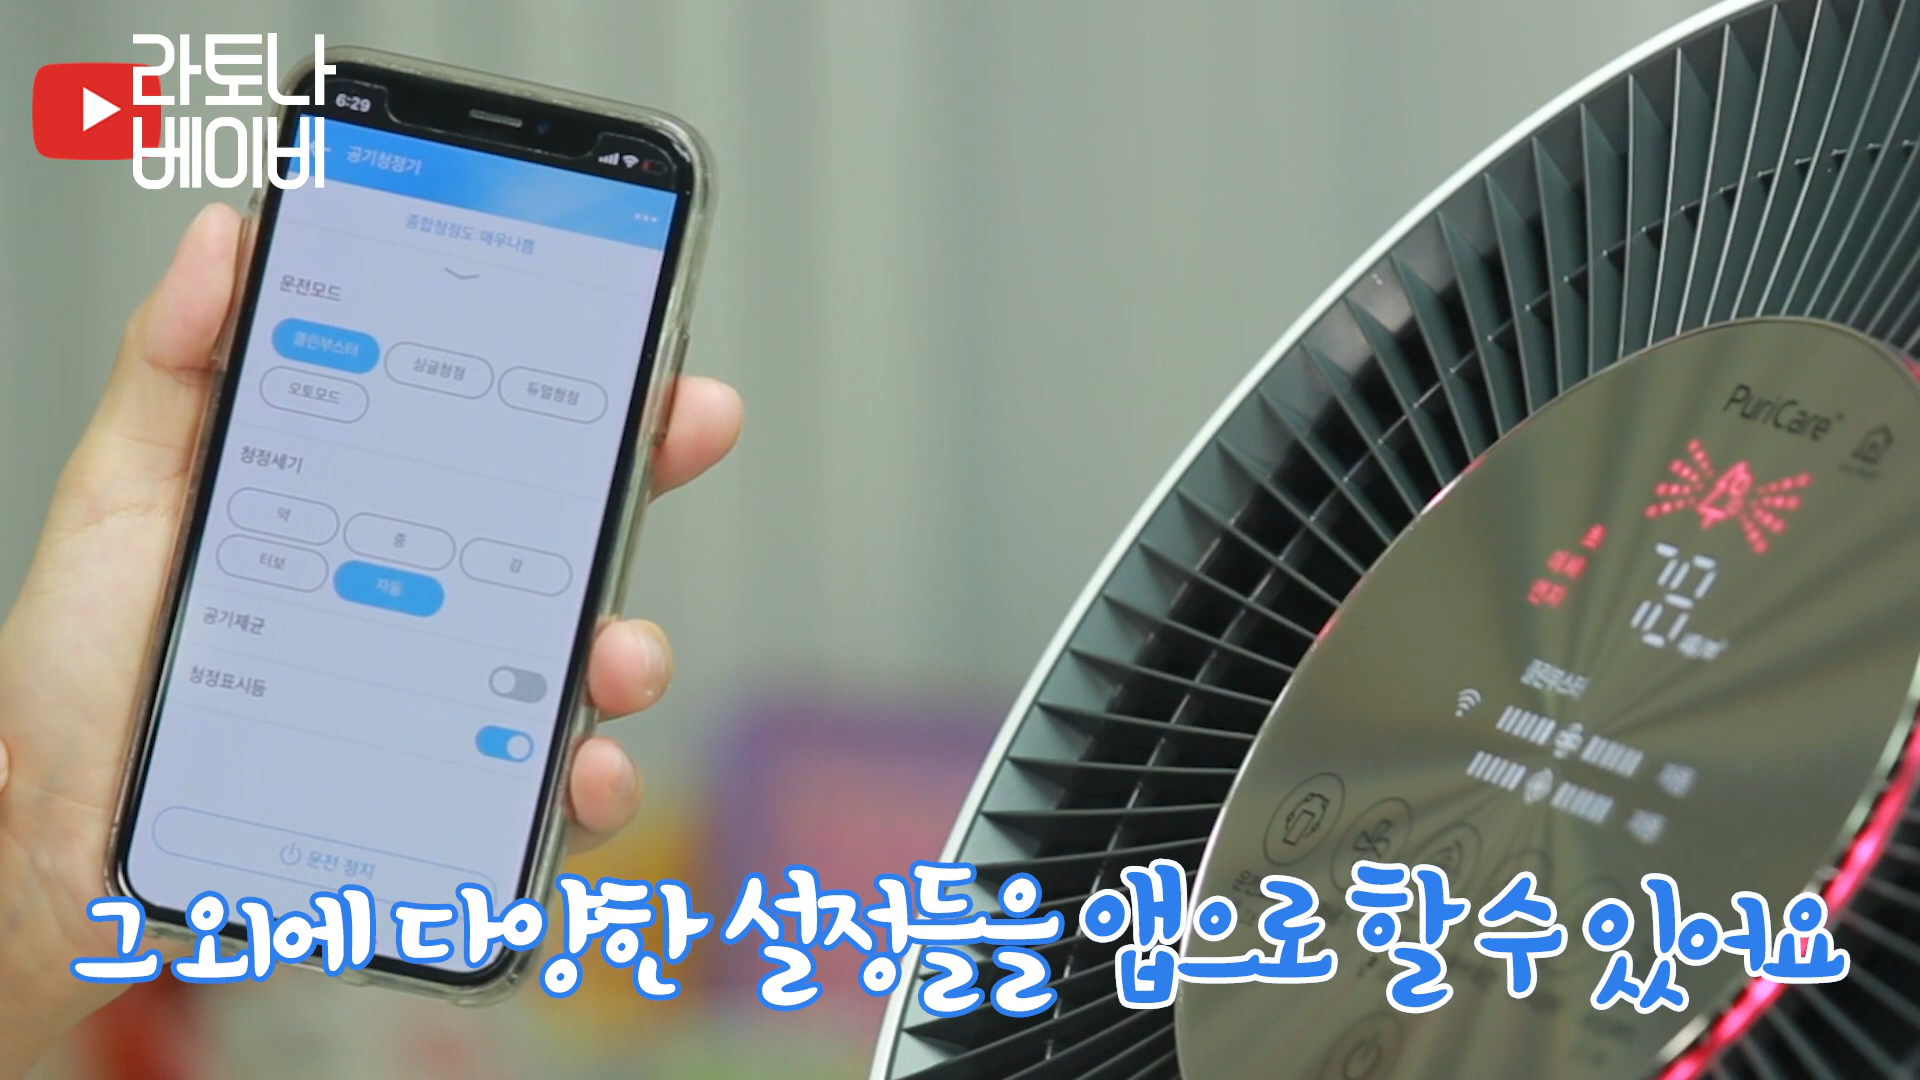 라토나
베이비
6:29
공기청정기
종합청정도:매우나쁨
운전모드
클린부스터 싱글청정 듀얼청정
오토모드
청정세기
약 중 강
터보 자동
공기제균
청정표시등
운전 정지
PuriCare
클린부스터
그 외에 다양한 설정들을 앱으로 할 수 있어요